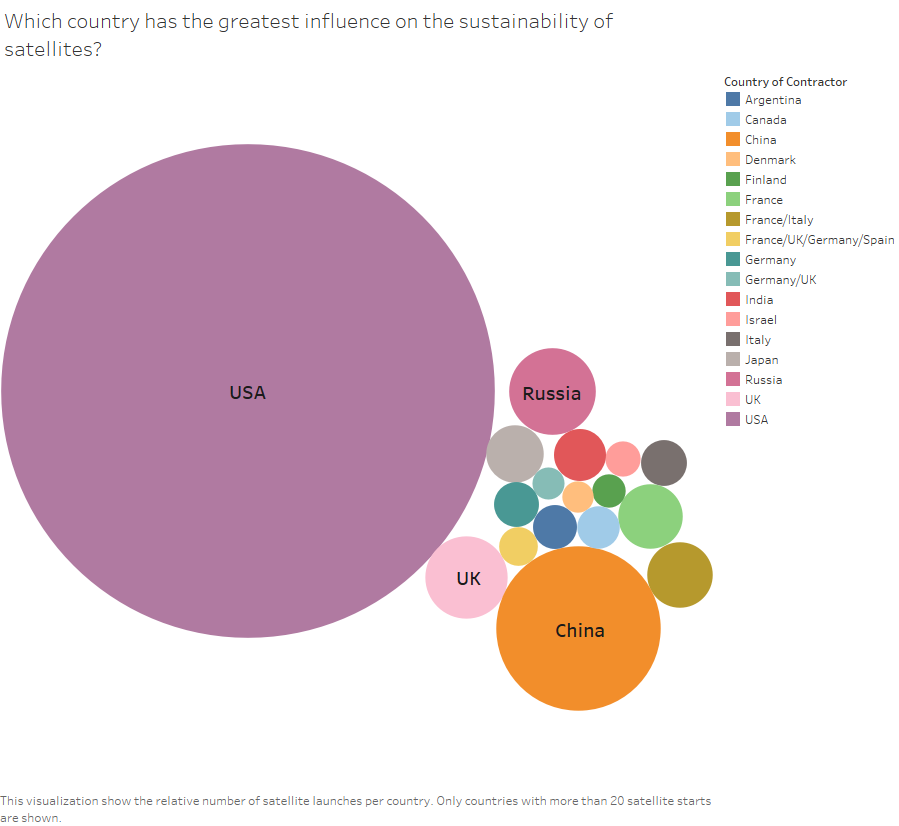 Which country has the greatest influence on the sustainability of
satellites?
Country of Contractor
Argentina
Canada
China
Denmark
Finland
France
France/Italy
France/UK/Germany/Spain
Germany
Germany/UK
India
Israel
Italy
Japan
Russia
UK
USA
USA
Russia
UK
China
This visualization show the relative number of satellite launches per country. Only countries with more than 20 satellite starts
are shown.